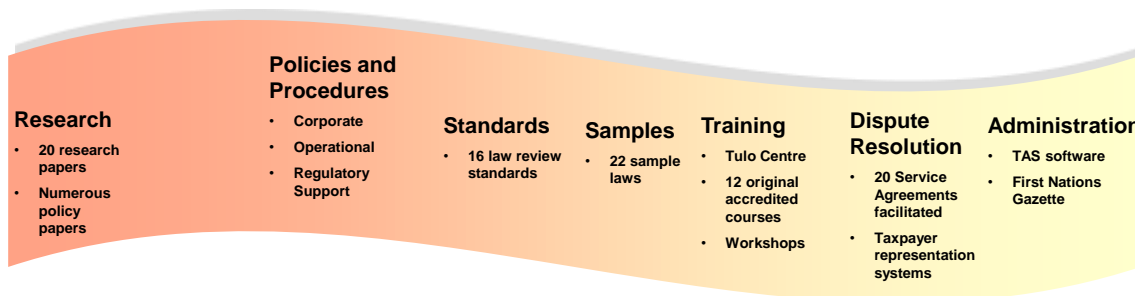 Research
• 20 research
papers
• Numerous
policy
papers
Policies and
Procedures
• Corporate
• Operational
• Regulatory
Support
Standards
• 16 law review
standards
Samples
• 22 sample
laws
Training
• Tulo Centre
• 12 original
accredited
courses
• Workshops
Dispute
Resolution
• 20 Service
Agreements
facilitated
• Taxpayer
representation
systems
Administration
• TAS software
• First Nations
Gazette